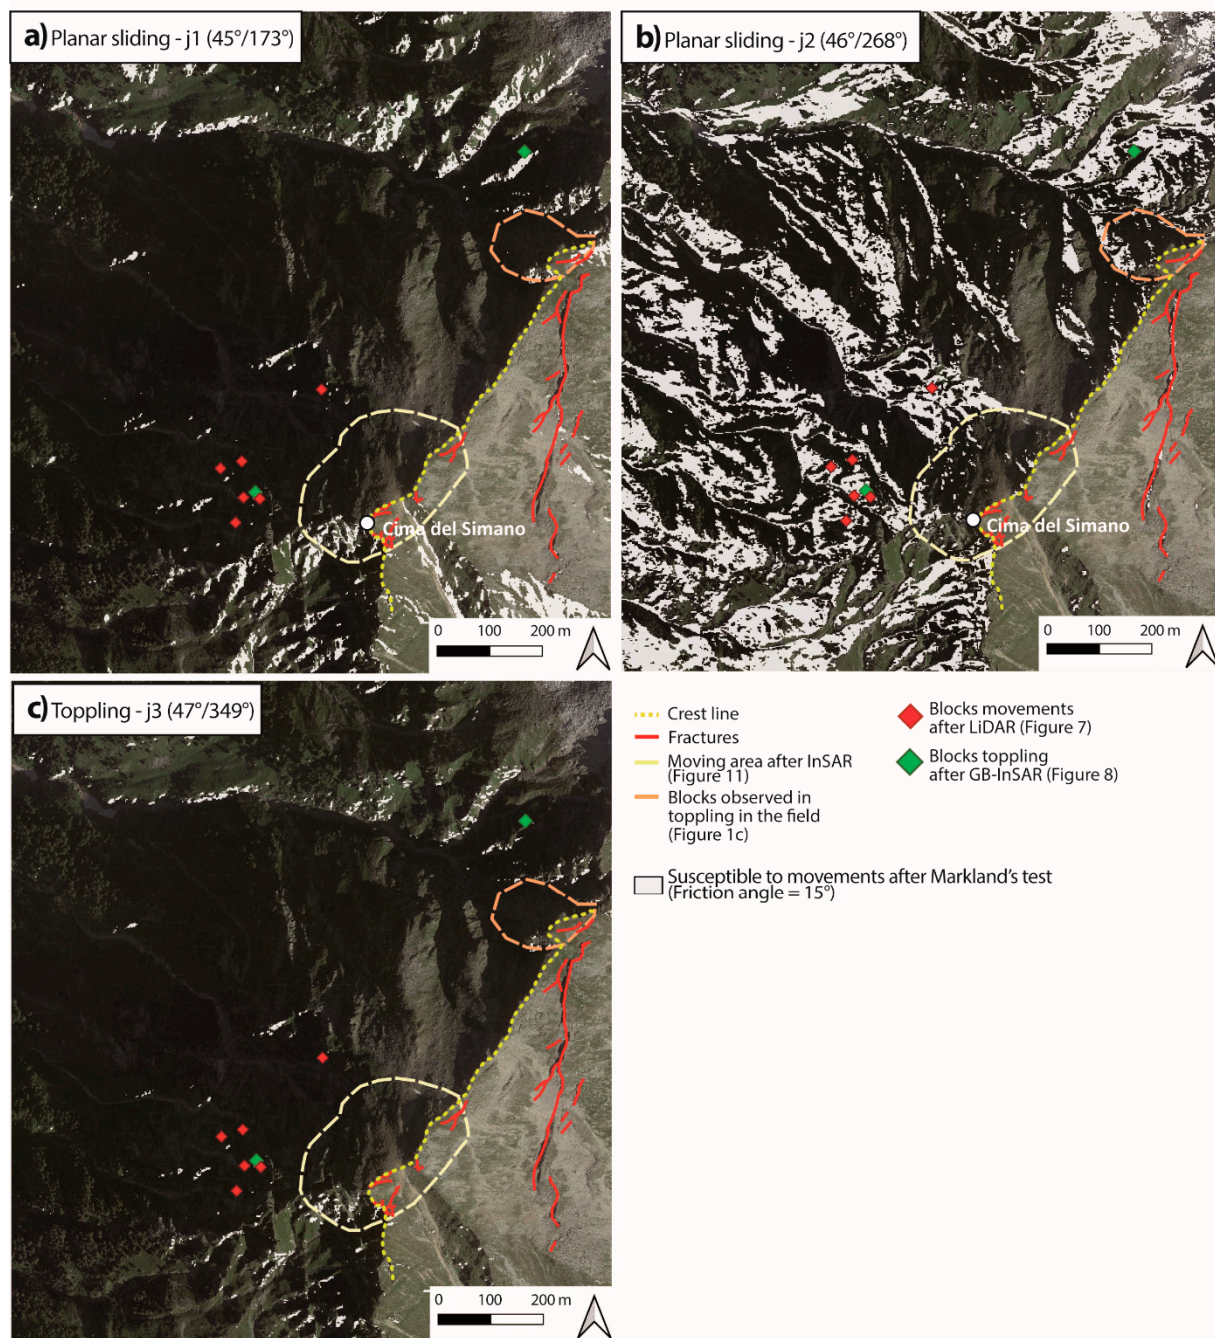 a) Planar sliding - j1 (45°/173°)
Cima del Simano
0 100 200 m
b) Planar sliding - j2 (46°/268°)
Cima del Simano
0 100 200 m
c) Toppling - j3 (47°/349°)
0 100 200 m
Crest line
Fractures
Moving area after InSAR
(Figure 11)
Blocks observed in
toppling in the field
(Figure 1c)
Blocks movements
after LiDAR (Figure 7)
Blocks toppling
after GB-InSAR (Figure 8)
Susceptible to movements after Markland's test
(Friction angle = 15°)